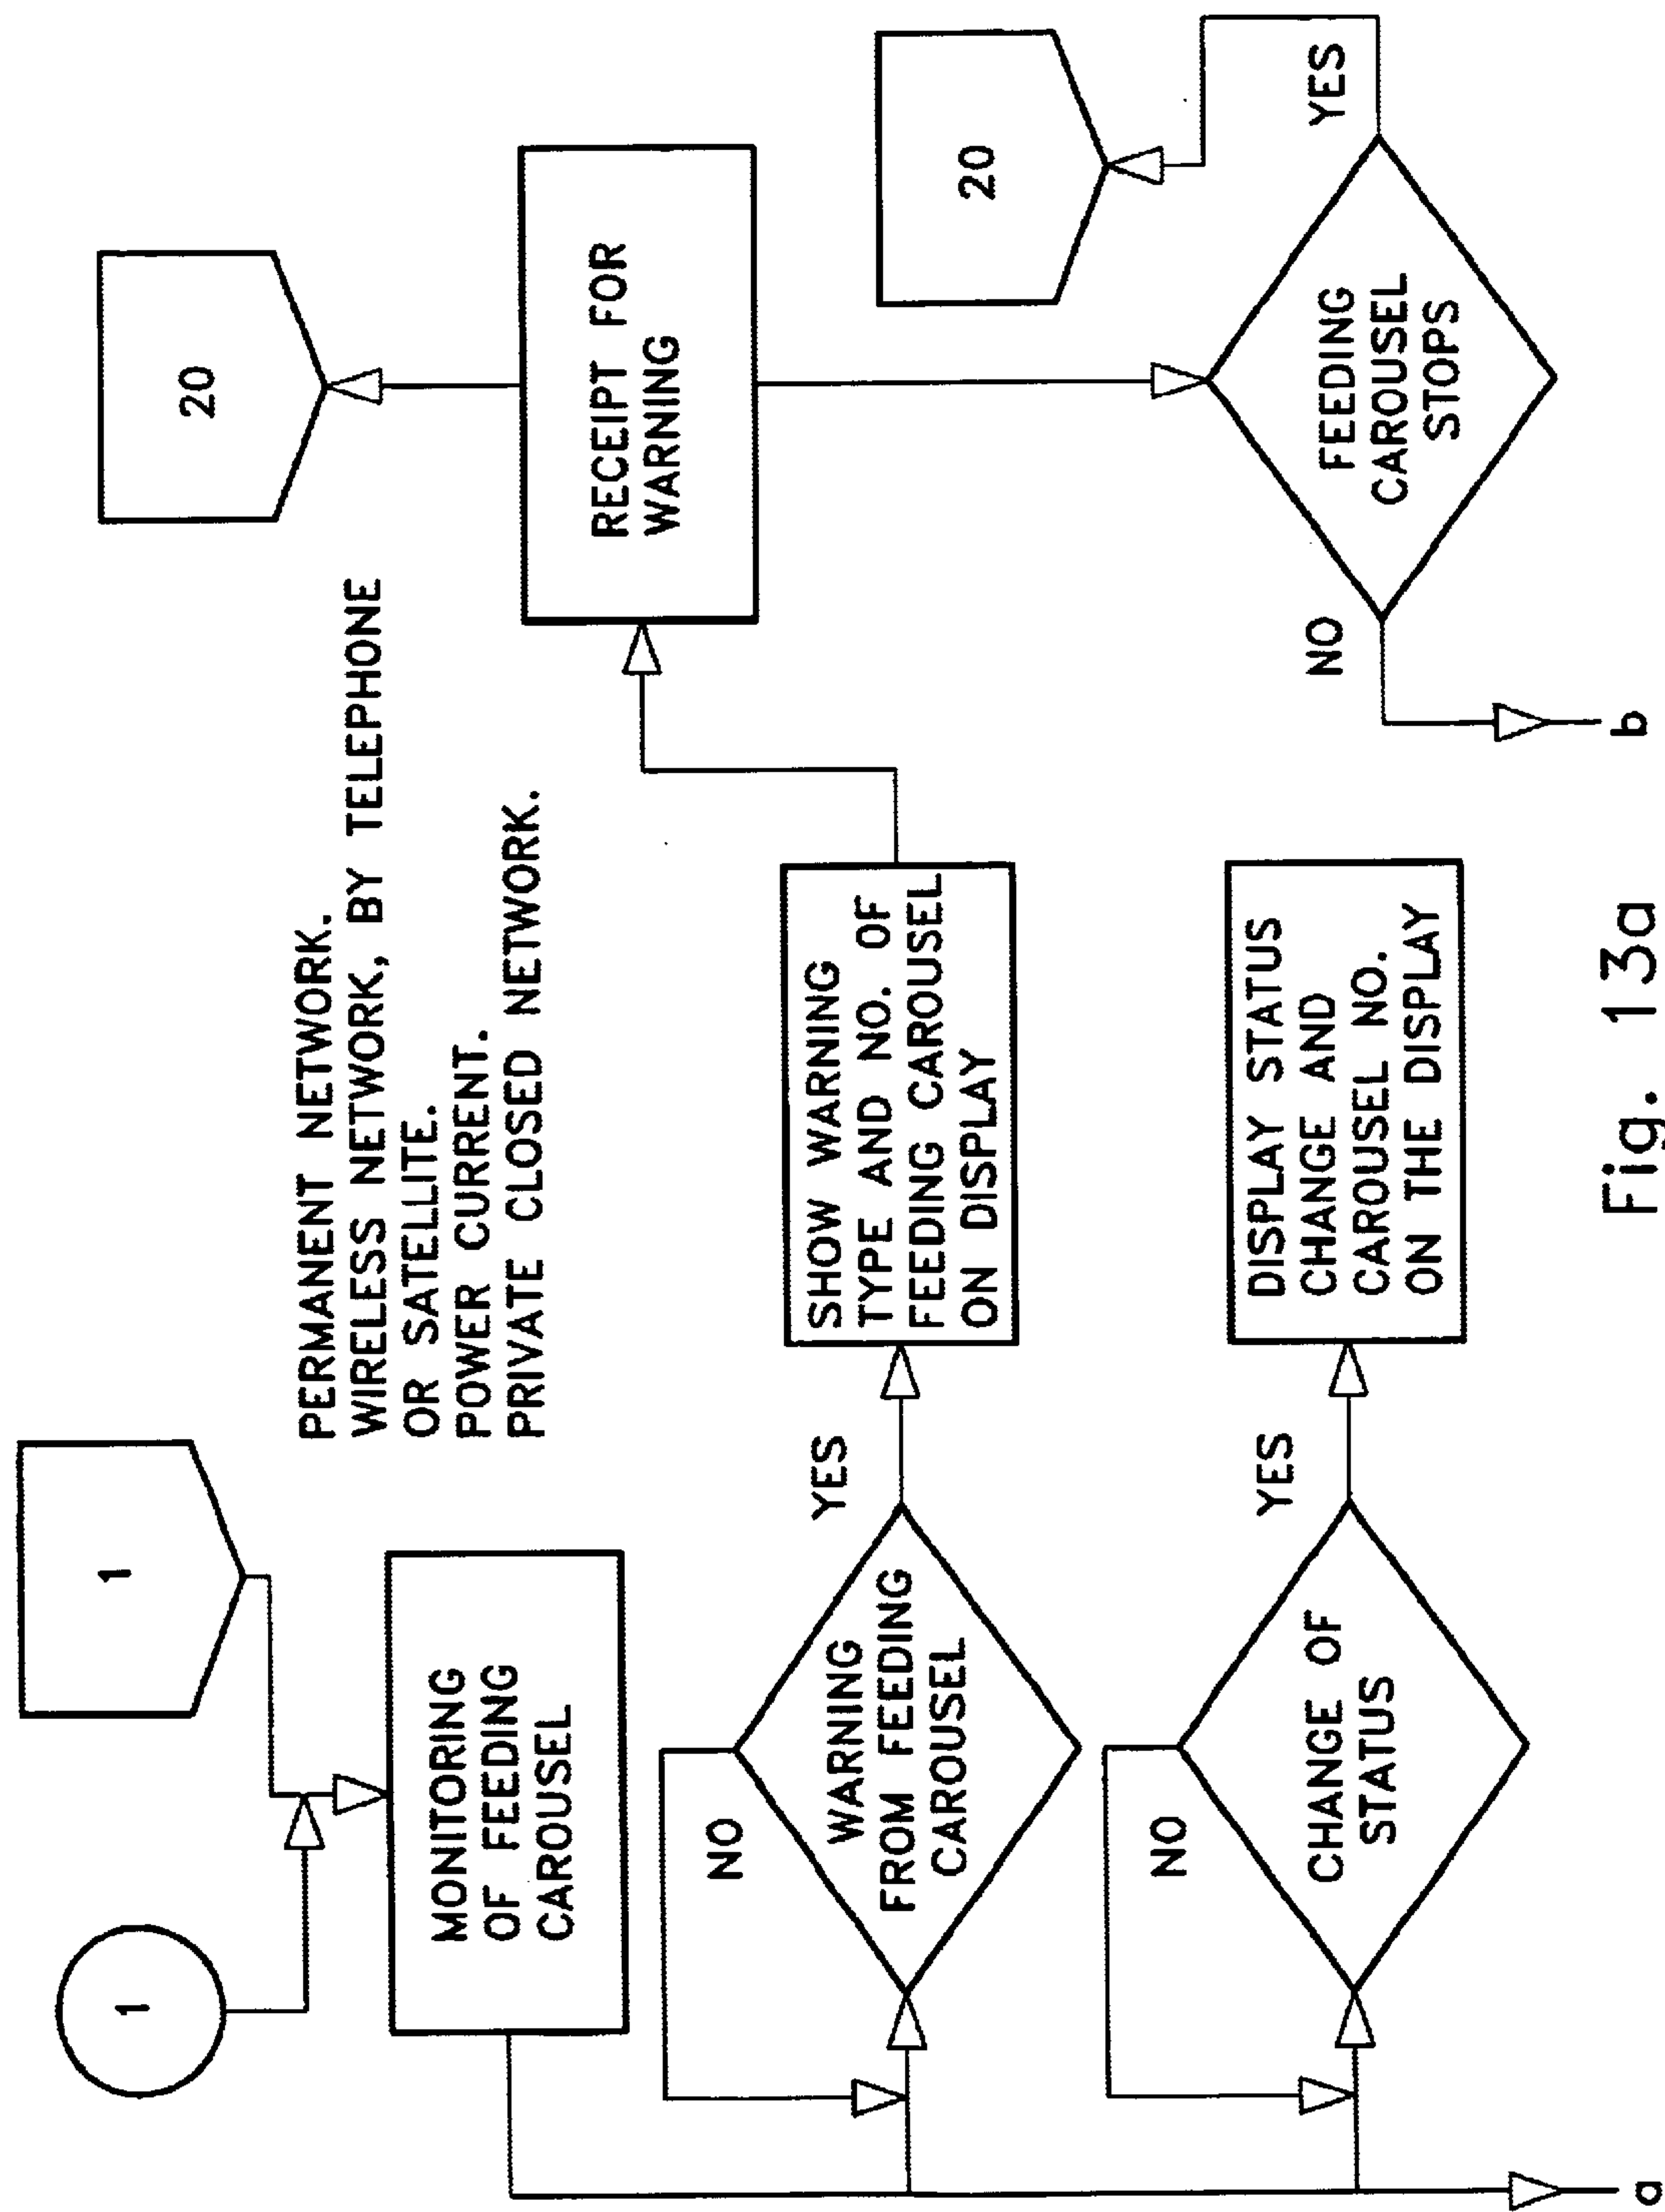 1
1
MONITORING
OF FEEDING
CAROUSEL
PERMANENT NETWORK.
WIRELESS NETWORK, BY TELEPHONE
OR SATELLITE.
POWER CURRENT.
PRIVATE CLOSED NETWORK.
20
RECEIPT FOR
WARNING
NO
WARNING
FROM FEEDING
CAROUSEL
YES
SHOW WARNING
TYPE AND NO. OF
FEEDING CAROUSEL
ON DISPLAY
20
NO
CHANGE OF
STATUS
YES
DISPLAY STATUS
CHANGE AND
CAROUSEL NO.
ON THE DISPLAY
NO
FEEDING
CAROUSEL
STOPS
YES
a
b
Fig. 13a